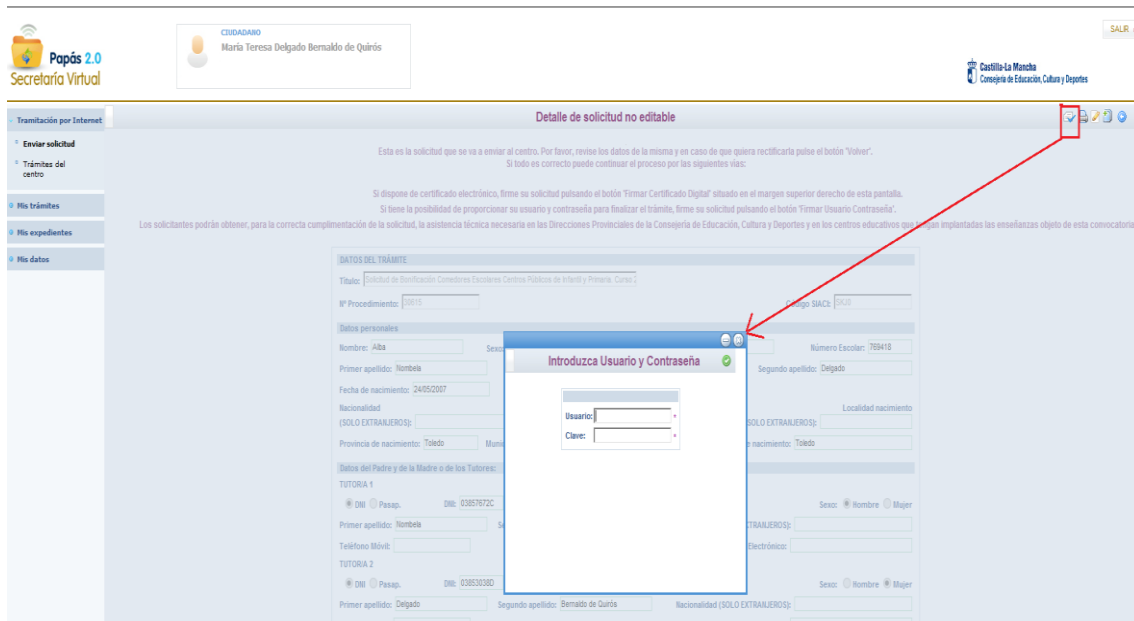 CIUDADANO
María Teresa Delgado Bernaldo de Quirós
SALIR
Papás 2.0
Secretaría Virtual
Castilla-La Mancha
Consejería de Educación, Cultura y Deportes
Tramitación por Internet
Enviar solicitud
Trámites del
centro
Mis trámites
Mis expedientes
Mis datos
Detalle de solicitud no editable
Esta es la solicitud que se va a enviar al centro. Por favor, revise los datos de la misma y en caso de que quiera rectificarla pulse el botón 'Volver'.
Si todo es correcto puede continuar el proceso por las siguientes vías:
Si dispone de certificado electrónico, firme su solicitud pulsando el botón 'Firmar Certificado Digital' situado en el margen superior derecho de esta pantalla.
Si tiene la posibilidad de proporcionar su usuario y contraseña para finalizar el trámite, firme su solicitud pulsando el botón 'Firmar Usuario Contraseña'.
Los solicitantes podrán obtener, para la correcta cumplimentación de la solicitud, la asistencia técnica necesaria en las Direcciones Provinciales de la Consejería de Educación, Cultura y Deportes y en los centros educativos que tengan implantadas las enseñanzas objeto de esta convocatoria
DATOS DEL TRÁMITE
Título: Solicitud de Bonificación Comedores Escolares Centros Públicos de Infantil y Primaria. Curso 2
Nº Procedimiento: Código SIACI:
Datos personales
Nombre: Alba Sexo: Número Escolar: 769418
Primer apellido: Nombela Segundo apellido: Delgado
Fecha de nacimiento: 24/05/2007
Nacionalidad Localidad nacimiento
(SOLO EXTRANJEROS): SOLO EXTRANJEROS):
Provincia de nacimiento: Toledo nacimiento: Toledo
Datos del Padre y de la Madre o de los Tutores:
TUTOR/A 1
DNI Pasap. DNI: 03857672C Sexo: Hombre Mujer
Primer apellido: Nombela
Teléfono Móvil: Electrónico:
TUTOR/A 2
DNI Pasap. DNI: 03853038D Sexo: Hombre Mujer
Primer apellido: Delgado Segundo apellido: Bernaldo de Quirós Nacionalidad (SOLO EXTRANJEROS):
Introduzca Usuario y Contraseña
Usuario: *
Clave: *